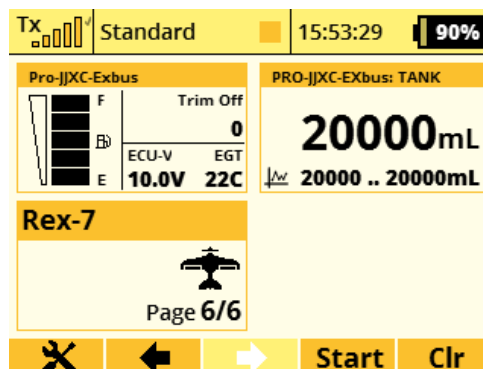 Tx Standard 15:53:29 90%
Pro-JJXC-Exbus
F Trim Off
0
ECU-V EGT
E 10.0V 22C
PRO-JJXC-EXbus: TANK
20000mL
20000 .. 20000mL
Rex-7
Page 6/6
Start Clr